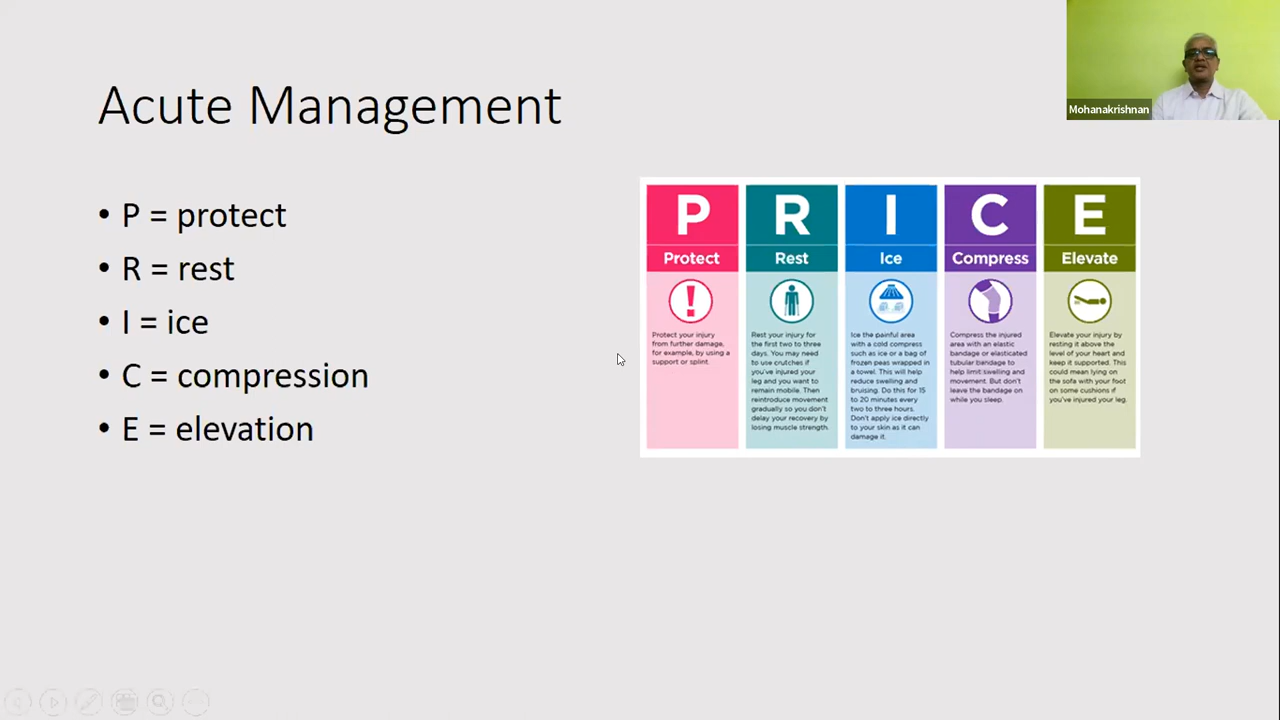 Acute Management
• P = protect
• R = rest
• I = ice
• C = compression
• E = elevation
P
Protect
Protect your injury
from further damage,
for example, by using a
support or splint.
R
Rest
Rest your injury for
the first two to three
days. You may need
to use crutches if
you've injured your
leg and you want to
remain mobile. Then
reintroduce movement
gradually so you don't
delay your recovery by
losing muscle strength.
I
Ice
Ice the painful area
with a cold compress
such as ice or a bag of
frozen peas wrapped in
a towel. This will help
reduce swelling and
bruising. Do this for 15
to 20 minutes every
two to three hours.
Don't apply ice directly
to your skin as it can
damage it.
C
Compress
Compress the injured
area with an elastic
bandage or elasticated
tubular bandage to
help limit swelling and
movement. But don't
leave the bandage on
while you sleep.
E
Elevate
Elevate your injury by
resting it above the
level of your heart and
keep it supported. This
could mean lying on
the sofa with your foot
on some cushions if
you've injured your leg.
Mohanakrishnan